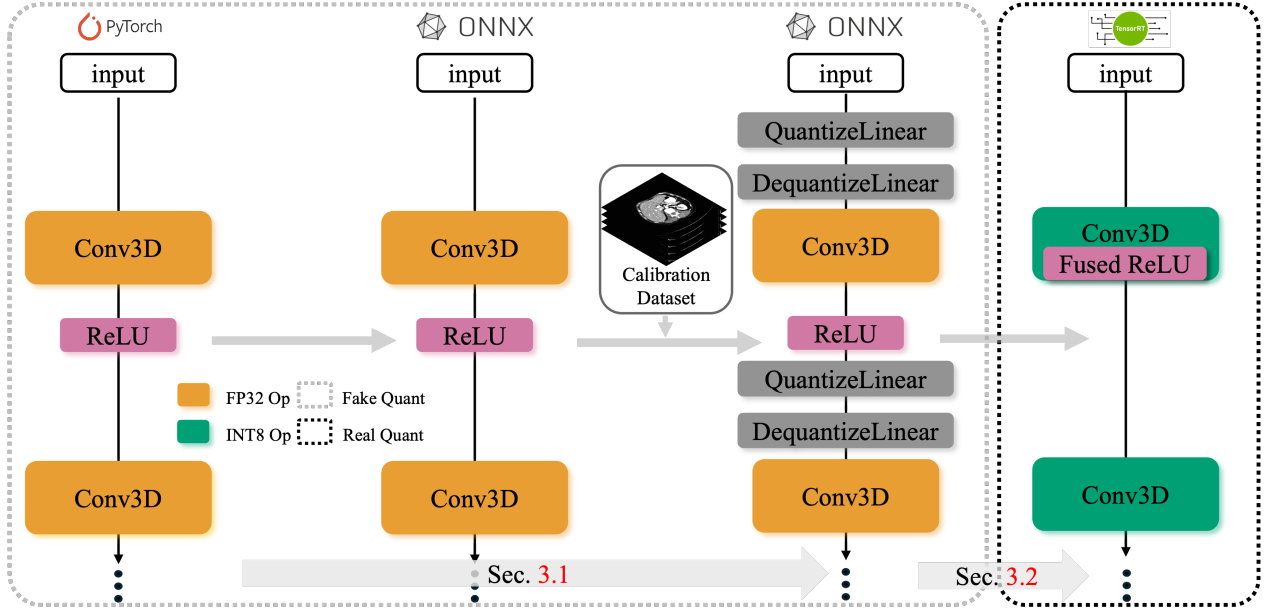 PyTorch
ONNX
ONNX
TensorRT
input
input
input
input
QuantizeLinear
DequantizeLinear
Conv3D
Conv3D
Calibration
Dataset
Conv3D
Conv3D
Fused ReLU
ReLU
ReLU
ReLU
QuantizeLinear
DequantizeLinear
FP32 Op
Fake Quant
INT8 Op
Real Quant
Conv3D
Conv3D
Conv3D
Conv3D
Sec. 3.1
Sec. 3.2